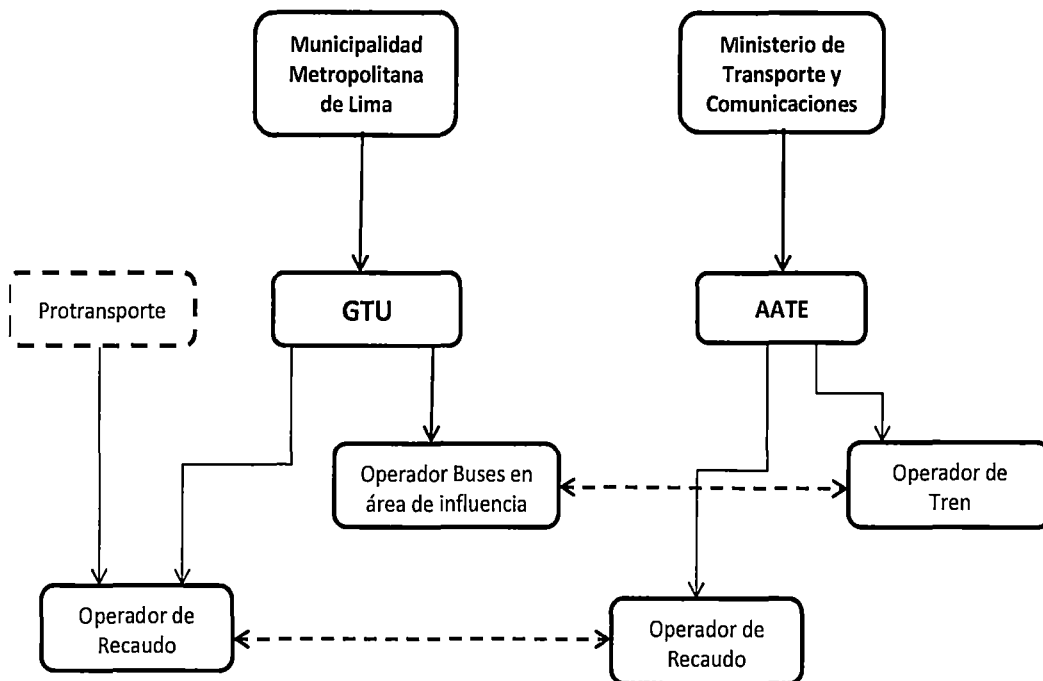 Municipalidad
Metropolitana
de Lima
Ministerio de
Transporte y
Comunicaciones
Protransporte
GTU
AATE
Operador Buses en
área de influencia
Operador de
Tren
Operador de
Recaudo
Operador de
Recaudo